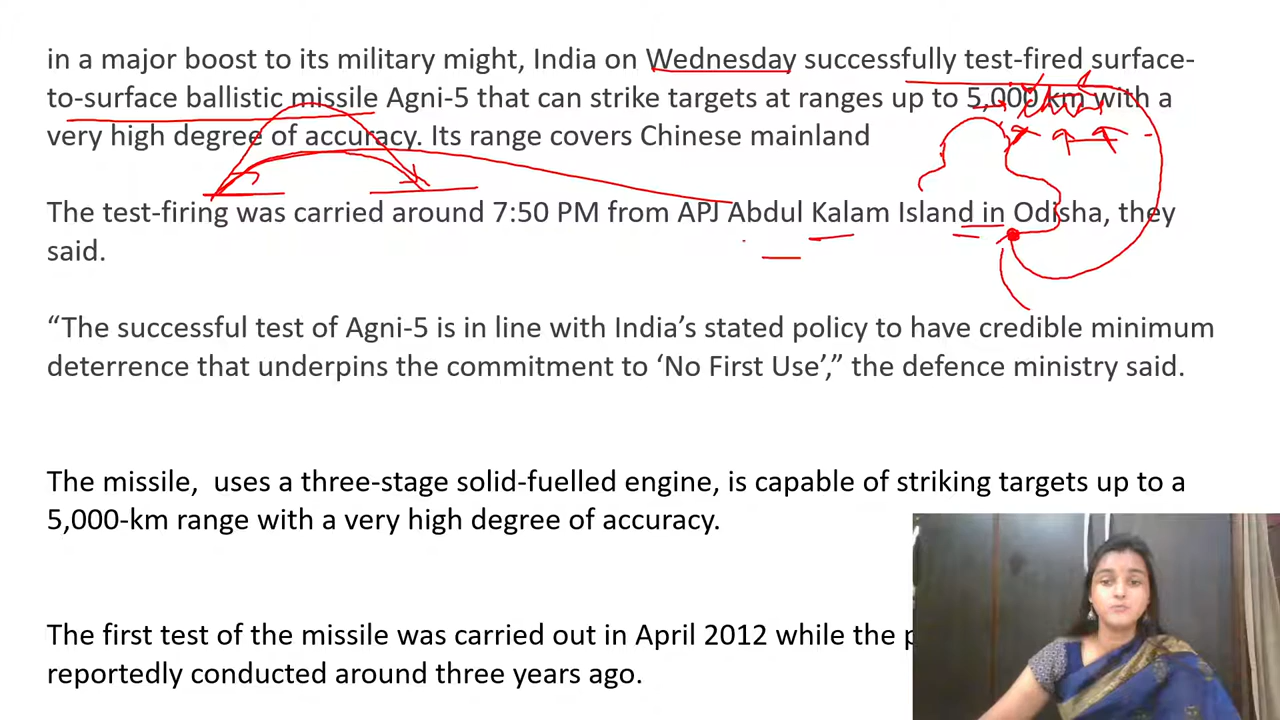 in a major boost to its military might, India on Wednesday successfully test-fired surface-
to-surface ballistic missile Agni-5 that can strike targets at ranges up to 5,000 km with a
very high degree of accuracy. Its range covers Chinese mainland
The test-firing was carried around 7:50 PM from APJ Abdul Kalam Island in Odisha, they
said.
“The successful test of Agni-5 is in line with India’s stated policy to have credible minimum
deterrence that underpins the commitment to ‘No First Use’,” the defence ministry said.
The missile,  uses a three-stage solid-fuelled engine, is capable of striking targets up to a
5,000-km range with a very high degree of accuracy.
The first test of the missile was carried out in April 2012 while the
reportedly conducted around three years ago.